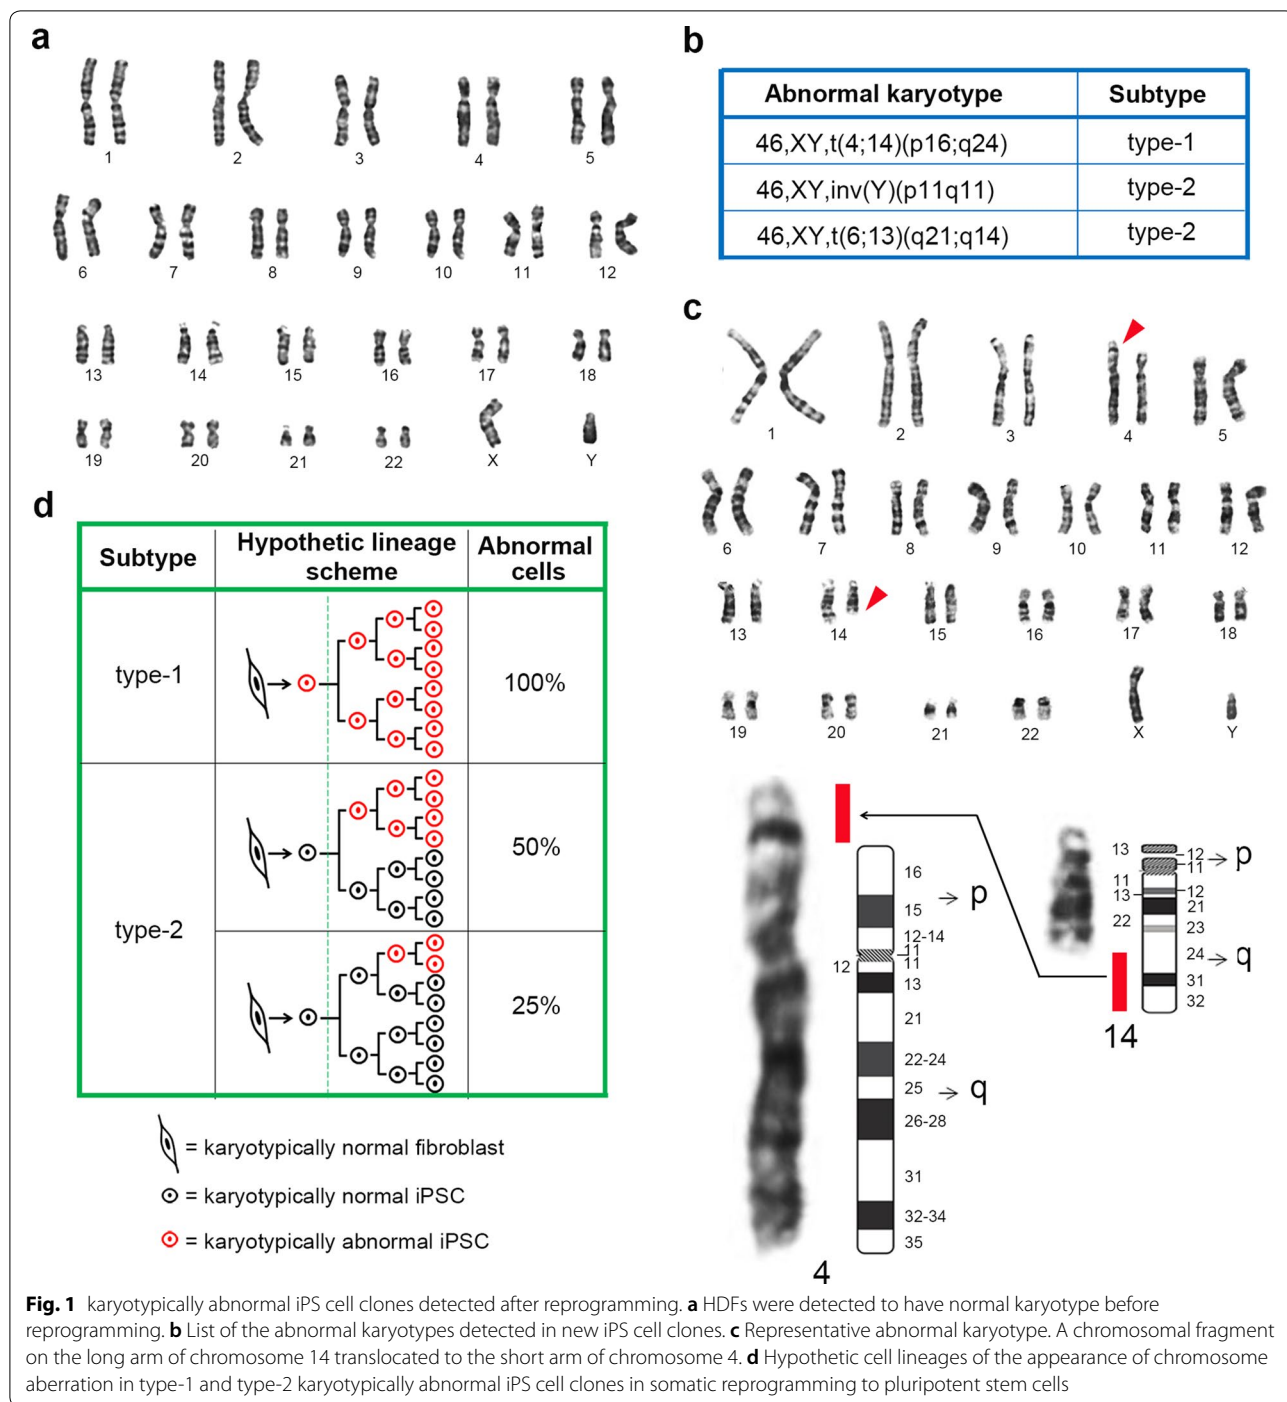 a
1 2 3 4 5
6 7 8 9 10 11 12
13 14 15 16 17 18
19 20 21 22 X Y
b
Abnormal karyotype Subtype
46,XY,t(4;14)(p16;q24) type-1
46,XY,inv(Y)(p11q11) type-2
46,XY,t(6;13)(q21;q14) type-2
c
1 2 3 4 5
6 7 8 9 10 11 12
13 14 15 16 17 18
19 20 21 22 X Y
16
15
p
12-14
11
12
11
13
21
22-24
25
q
26-28
31
32-34
35
4
13
12
p
11
11
12
13
21
22
23
24
q
31
32
14
d
Subtype
Hypothetic lineage
scheme
Abnormal
cells
type-1
100%
type-2
50%
25%
= karyotypically normal fibroblast
= karyotypically normal iPSC
= karyotypically abnormal iPSC
Fig. 1 karyotypically abnormal iPS cell clones detected after reprogramming. a HDFs were detected to have normal karyotype before
reprogramming. b List of the abnormal karyotypes detected in new iPS cell clones. c Representative abnormal karyotype. A chromosomal fragment
on the long arm of chromosome 14 translocated to the short arm of chromosome 4. d Hypothetic cell lineages of the appearance of chromosome
aberration in type-1 and type-2 karyotypically abnormal iPS cell clones in somatic reprogramming to pluripotent stem cells